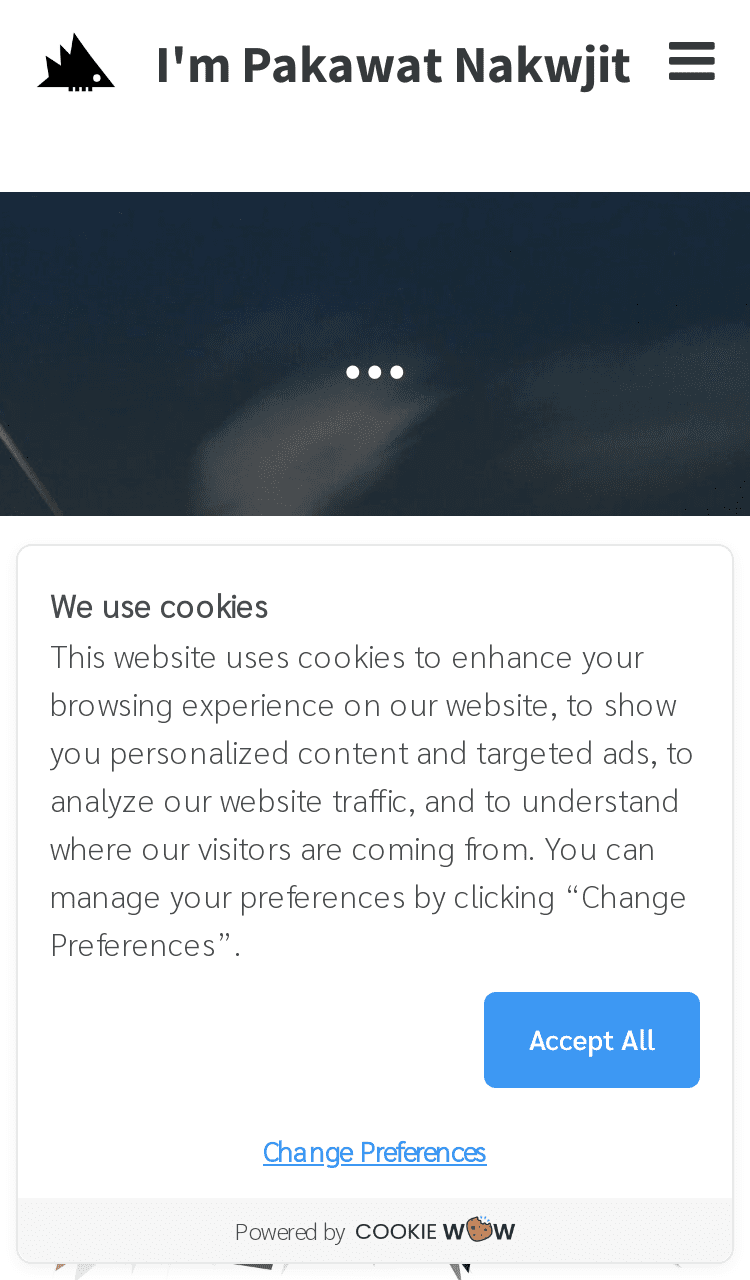 I'm Pakawat Nakwjit
We use cookies
This website uses cookies to enhance your
browsing experience on our website, to show
you personalized content and targeted ads, to
analyze our website traffic, and to understand
where our visitors are coming from. You can
manage your preferences by clicking “Change
Preferences”.
Accept All
Change Preferences
Powered by COOKIE WOW